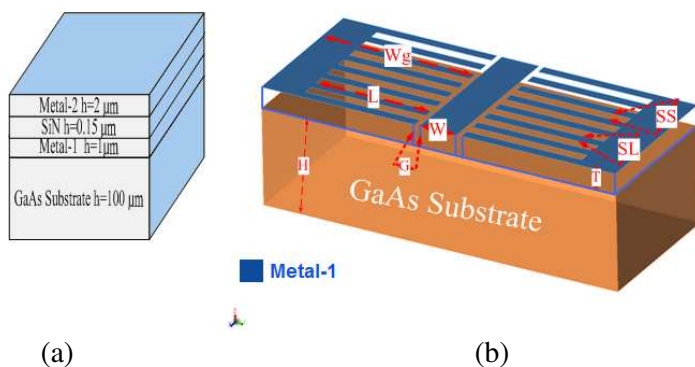 Metal-2 h=2 μm
SiN h=0.15 μm
Metal-1 h=1μm
GaAs Substrate h=100 μm
Wg
L
W
G
H
SS
SL
T
GaAs Substrate
Metal-1
(a)
(b)